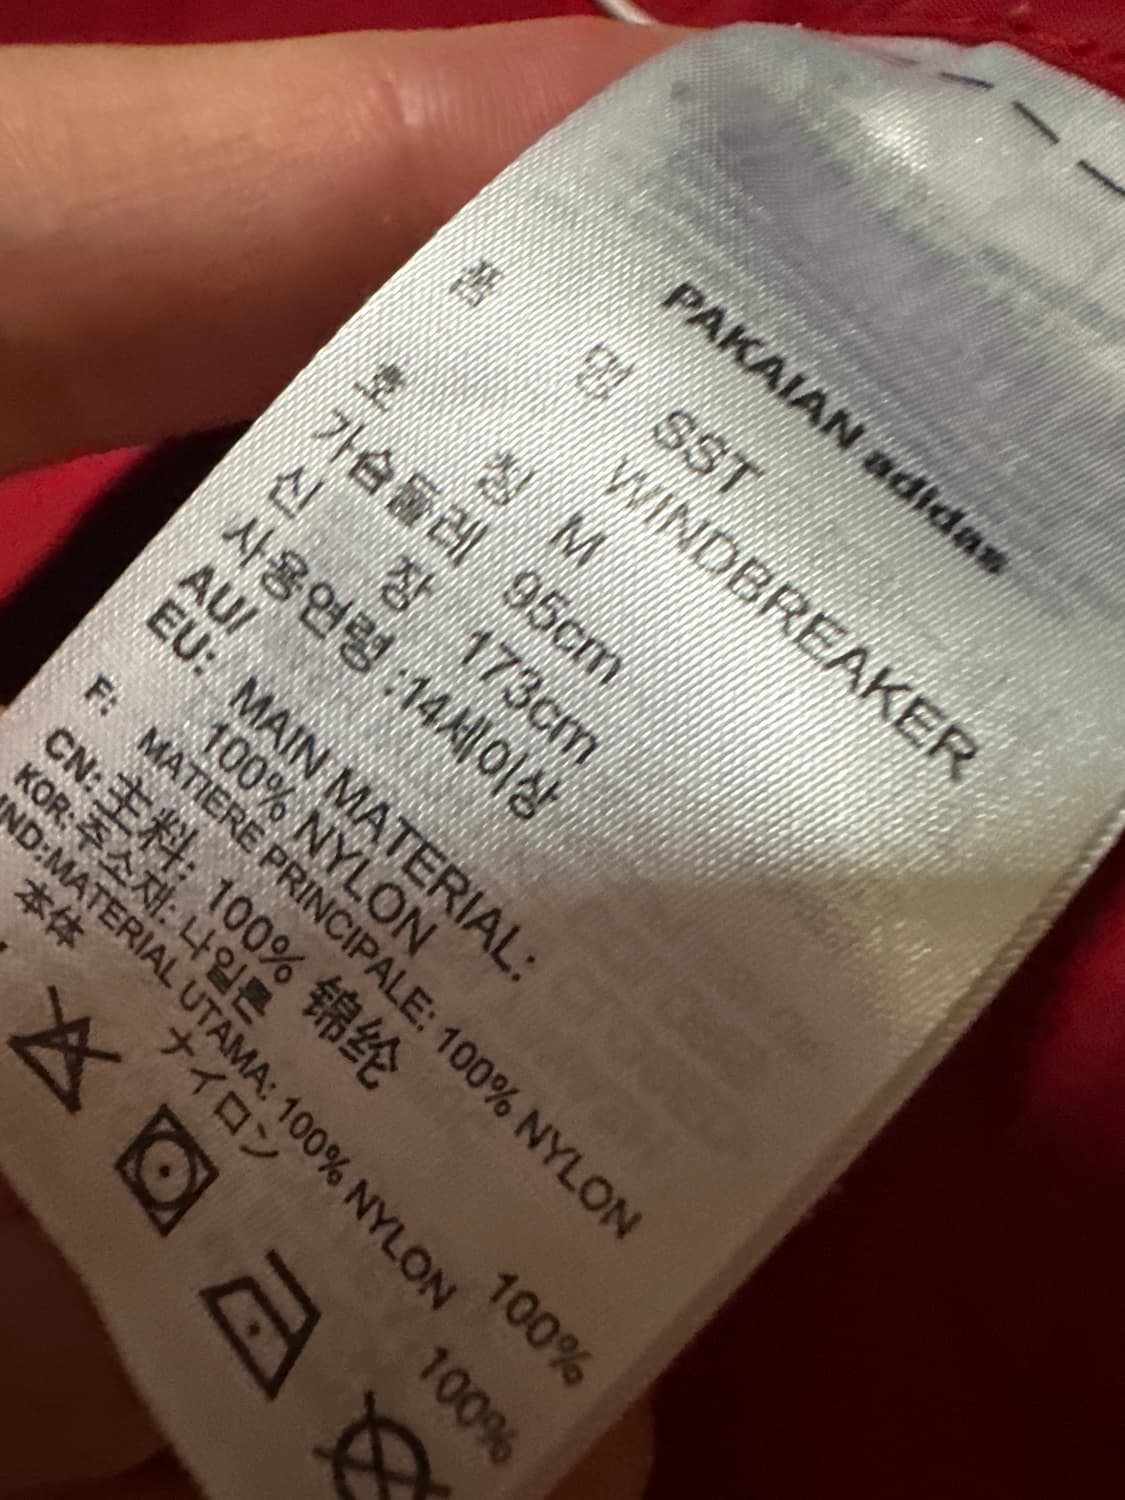 PAKAIAN adidas
품 명 SST
WINDBREAKER
호 칭 M
가슴둘레 95cm
신 장 173cm
사용연령 :14세이상
AU/
EU: MAIN MATERIAL:
100% NYLON
F: MATIERE PRINCIPALE: 100% NYLON
CN: 主料: 100% 锦纶
KOR: 주소재: 나일론 100%
IND:MATERIAL UTAMA: 100% NYLON
本体 ナイロン 100%